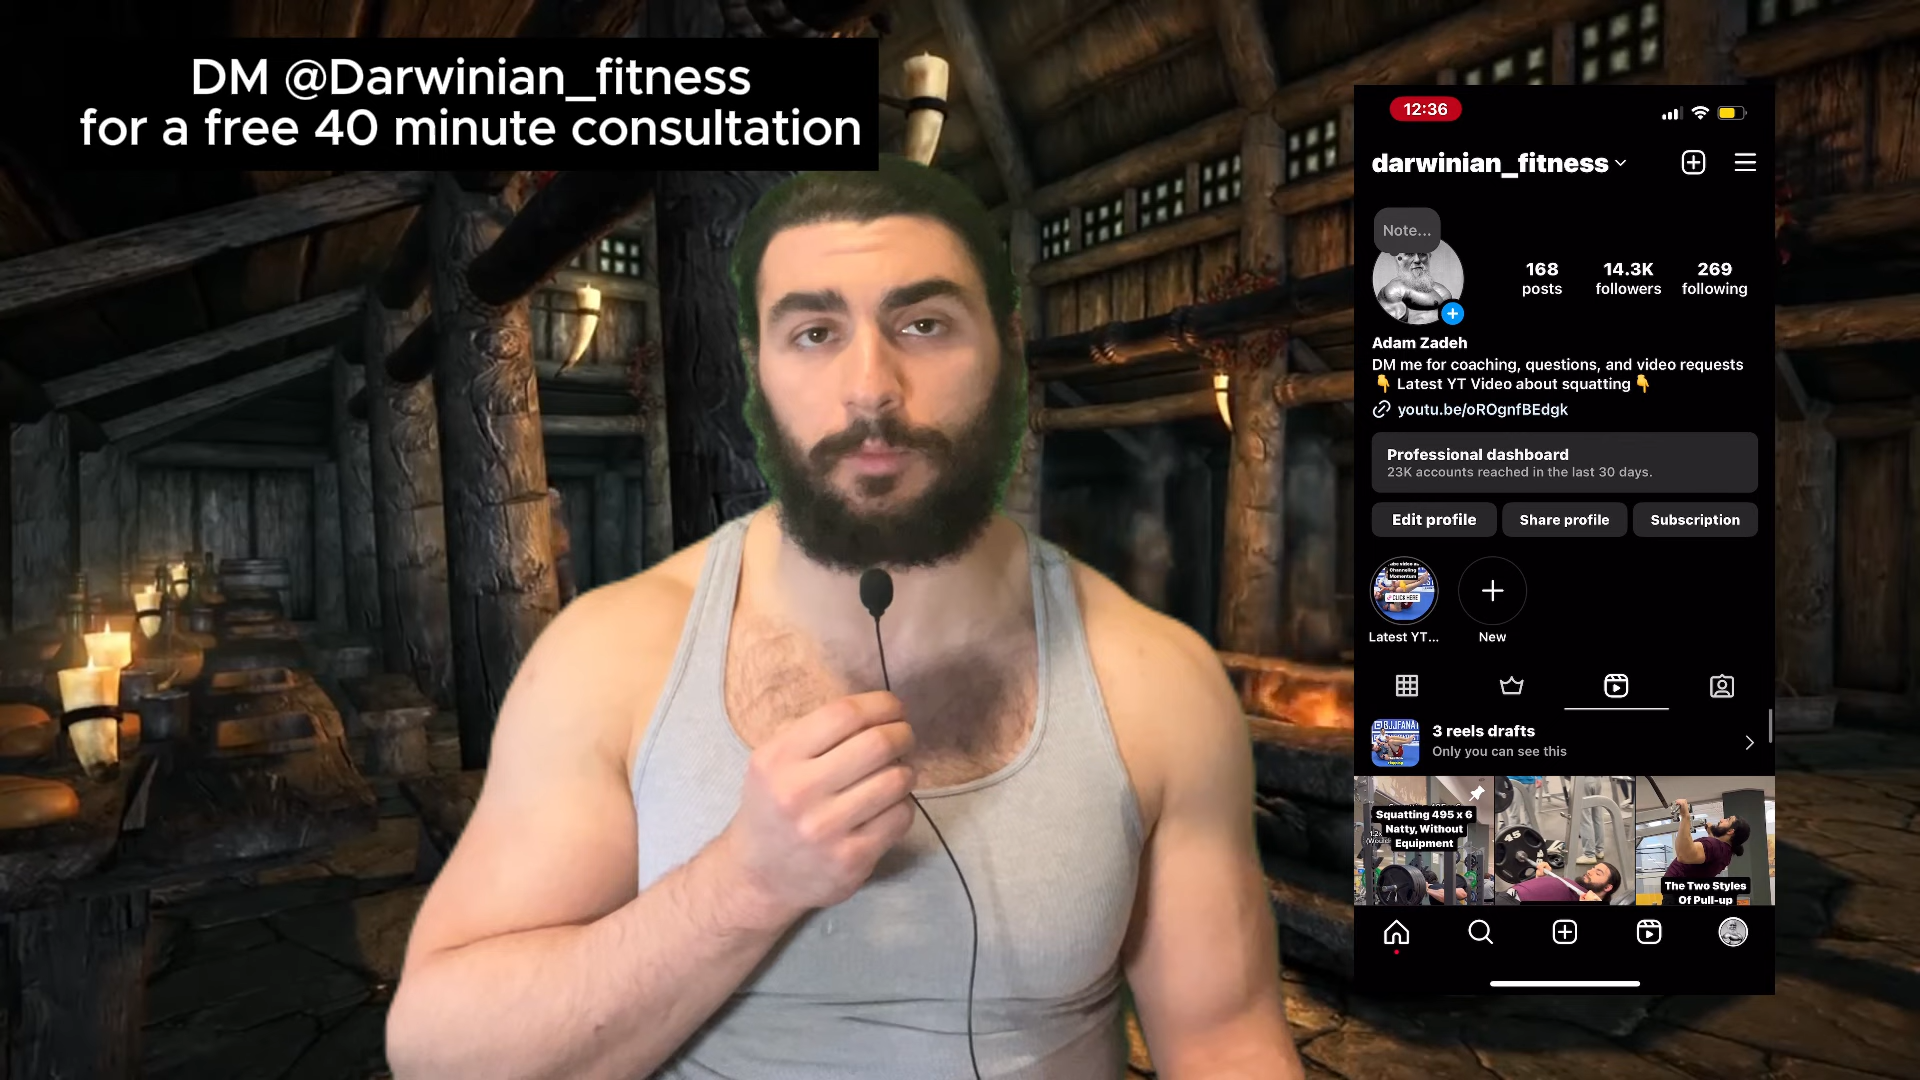 DM @Darwinian_fitness
for a free 40 minute consultation
12:36
darwinian_fitness
Note...
168 14.3K 269
posts followers following
Adam Zadeh
DM me for coaching, questions, and video requests
👇 Latest YT Video about squatting 👇
youtu.be/oROgnfBEdgk
Professional dashboard
23K accounts reached in the last 30 days.
Edit profile Share profile Subscription
CLICK HERE
Latest YT... New
3 reels drafts
Only you can see this
Squatting 495 x 6
Natty, Without
Equipment
45
The Two Styles
Of Pull-up